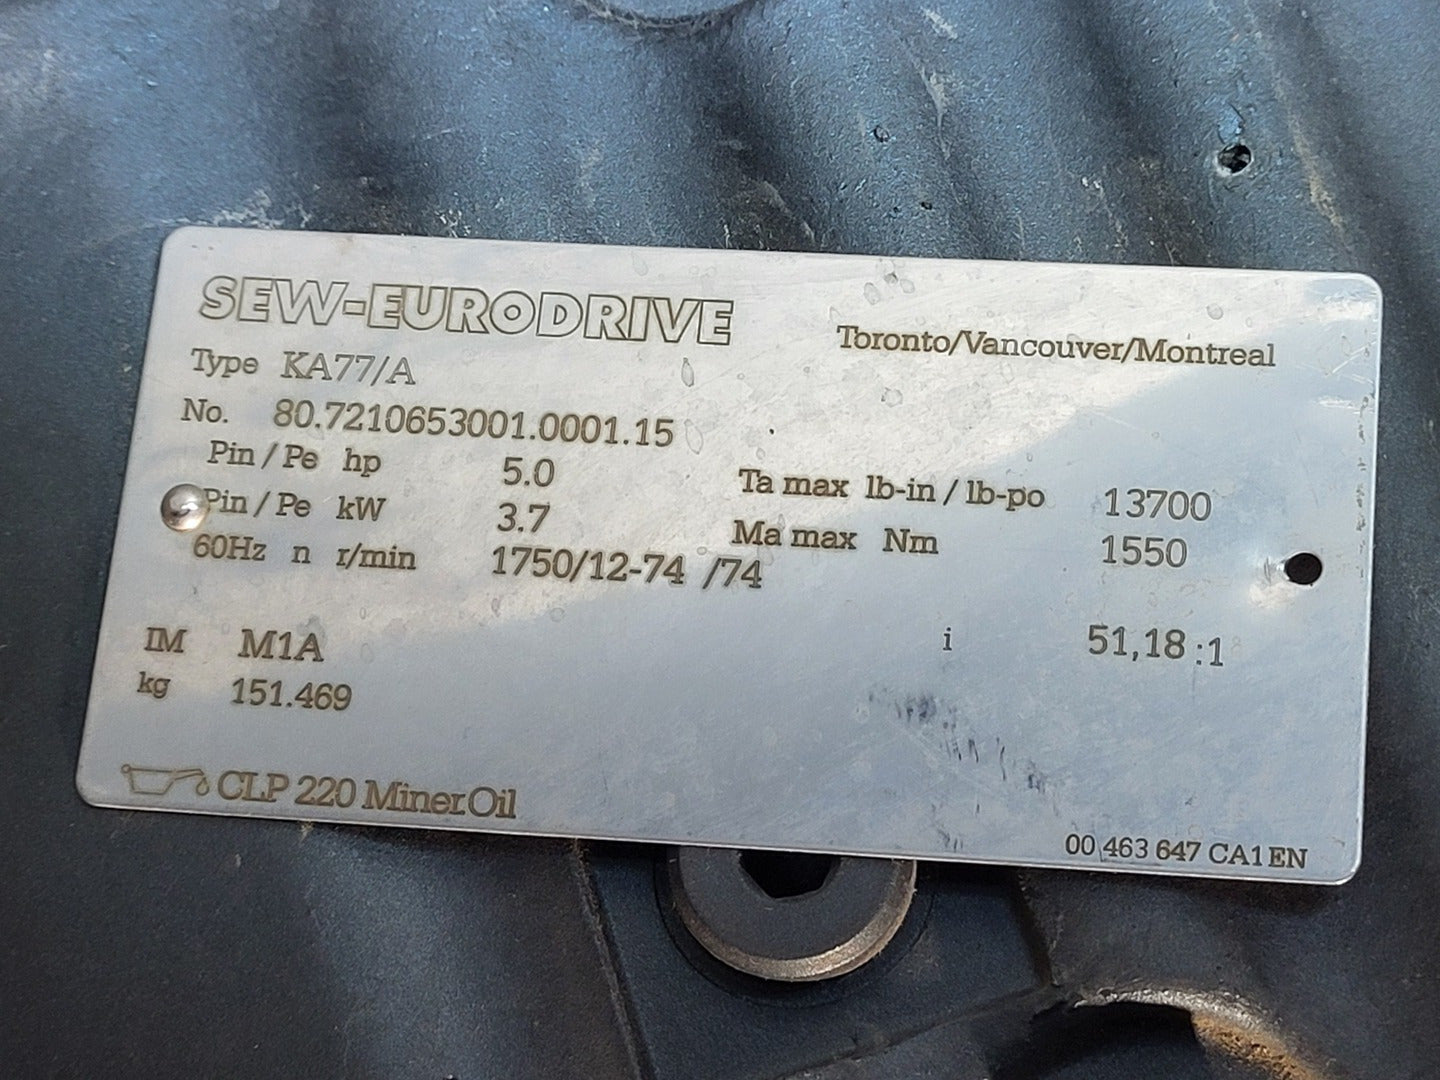 SEW-EURODRIVE
Toronto/Vancouver/Montreal
Type KA77/A
No. 80.7210653001.0001.15
Pin / Pe hp 5.0 Ta max lb-in / lb-po 13700
Pin / Pe kW 3.7 Ma max Nm 1550
60Hz n r/min 1750/12-74 /74
IM M1A i 51,18 :1
kg 151.469
CLP 220 Miner.Oil
00 463 647 CA1EN